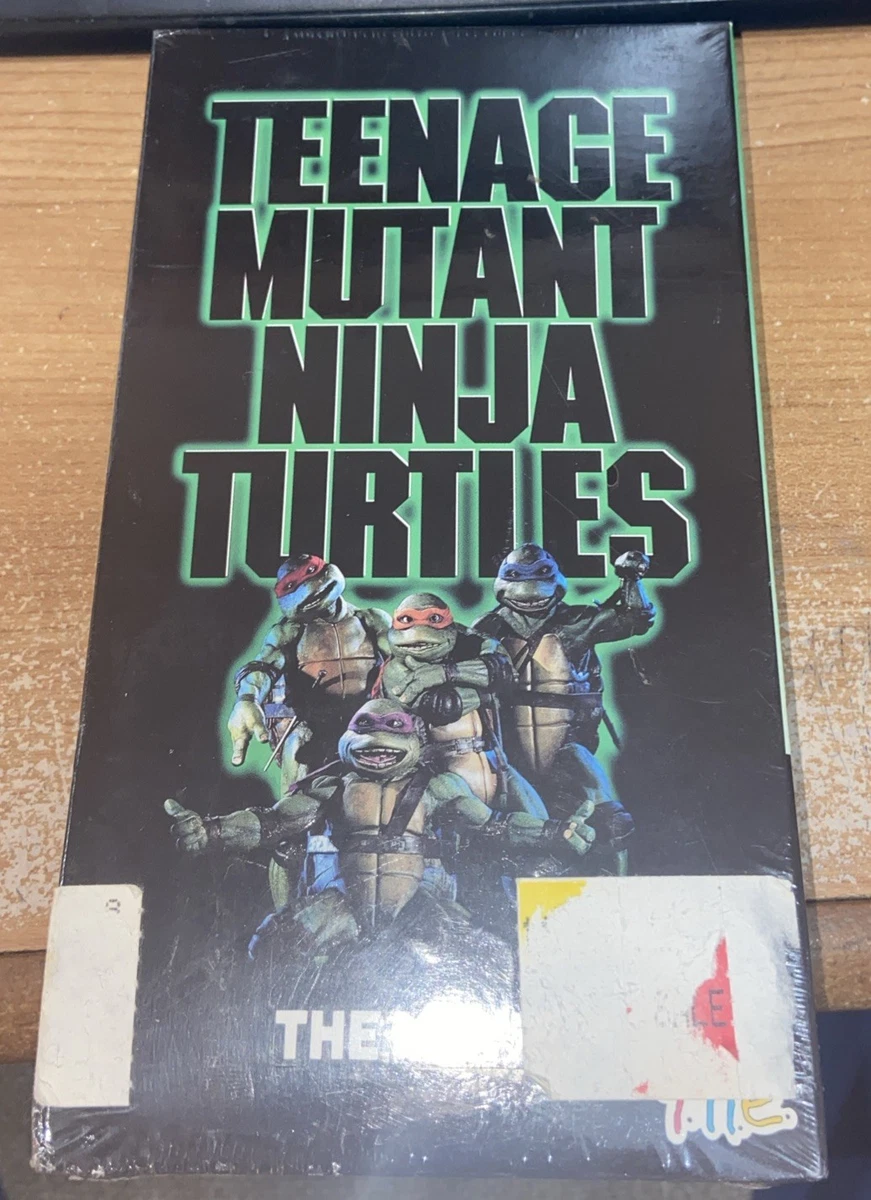 TEENAGE
MUTANT
NINJA
TURTLES
THE